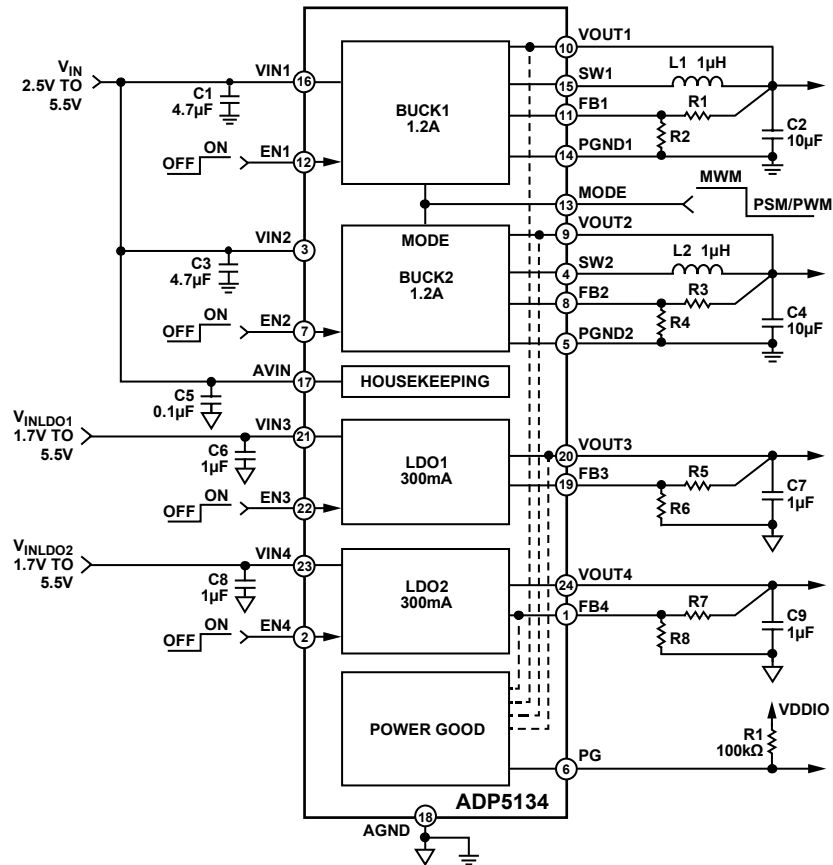 VIN
2.5V TO
5.5V
C1
4.7µF
VIN1
16
OFF
ON
EN1
12
BUCK1
1.2A
10
VOUT1
15
SW1
L1 1µH
11
FB1
R1
R2
C2
10µF
14
PGND1
13
MODE
MWM
PSM/PWM
C3
4.7µF
VIN2
3
OFF
ON
EN2
7
MODE
BUCK2
1.2A
9
VOUT2
4
SW2
L2 1µH
8
FB2
R3
R4
C4
10µF
5
PGND2
AVIN
17
C5
0.1µF
HOUSEKEEPING
VINLDO1
1.7V TO
5.5V
C6
1µF
VIN3
21
OFF
ON
EN3
22
LDO1
300mA
20
VOUT3
19
FB3
R5
R6
C7
1µF
VINLDO2
1.7V TO
5.5V
C8
1µF
VIN4
23
OFF
ON
EN4
2
LDO2
300mA
24
VOUT4
1
FB4
R7
R8
C9
1µF
POWER GOOD
VDDIO
R1
100kΩ
6
PG
ADP5134
18
AGND